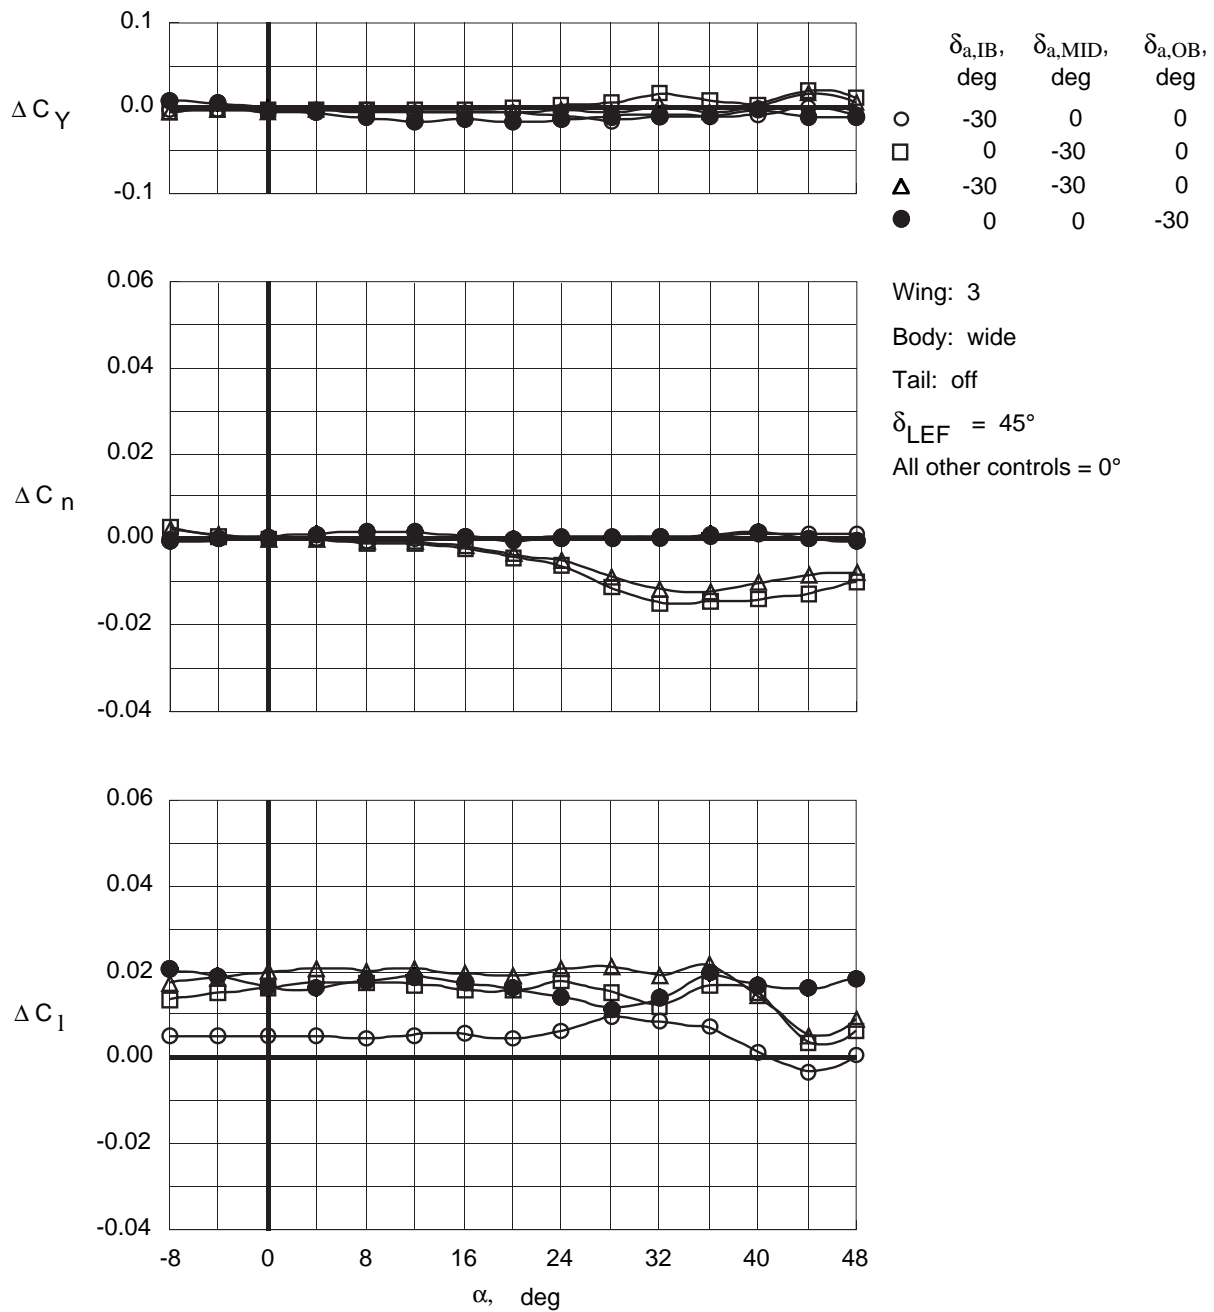 0.1
0.0
-0.1
Δ C Y
δa,IB, δa,MID, δa,OB,
deg deg deg
-30 0 0
0 -30 0
-30 -30 0
0 0 -30
Wing: 3
Body: wide
Tail: off
δLEF = 45°
All other controls = 0°
0.06
0.04
0.02
0.00
-0.02
-0.04
Δ C n
0.06
0.04
0.02
0.00
-0.02
-0.04
Δ C l
-8 0 8 16 24 32 40 48
α, deg